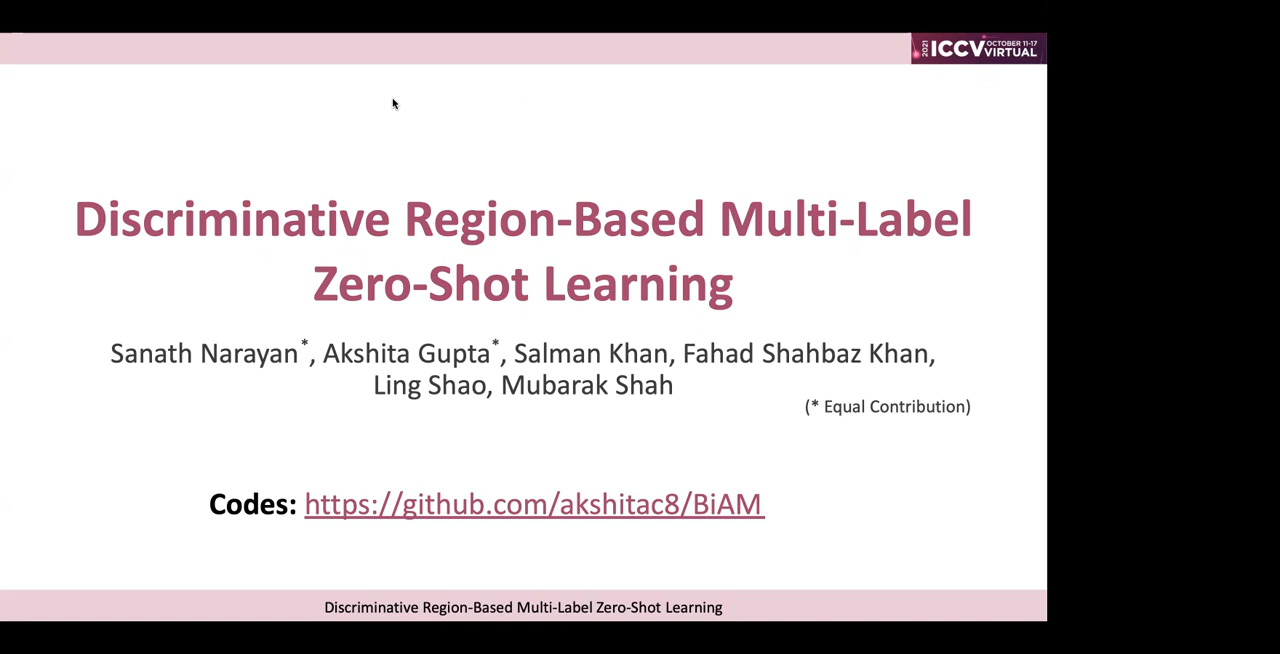 2021 ICCV OCTOBER 11-17 VIRTUAL
Discriminative Region-Based Multi-Label
Zero-Shot Learning
Sanath Narayan*, Akshita Gupta*, Salman Khan, Fahad Shahbaz Khan,
Ling Shao, Mubarak Shah
(* Equal Contribution)
Codes: https://github.com/akshitac8/BiAM
Discriminative Region-Based Multi-Label Zero-Shot Learning